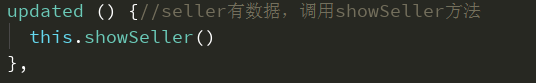 updated () {//seller有数据，调用showSeller方法
this.showSeller()
},